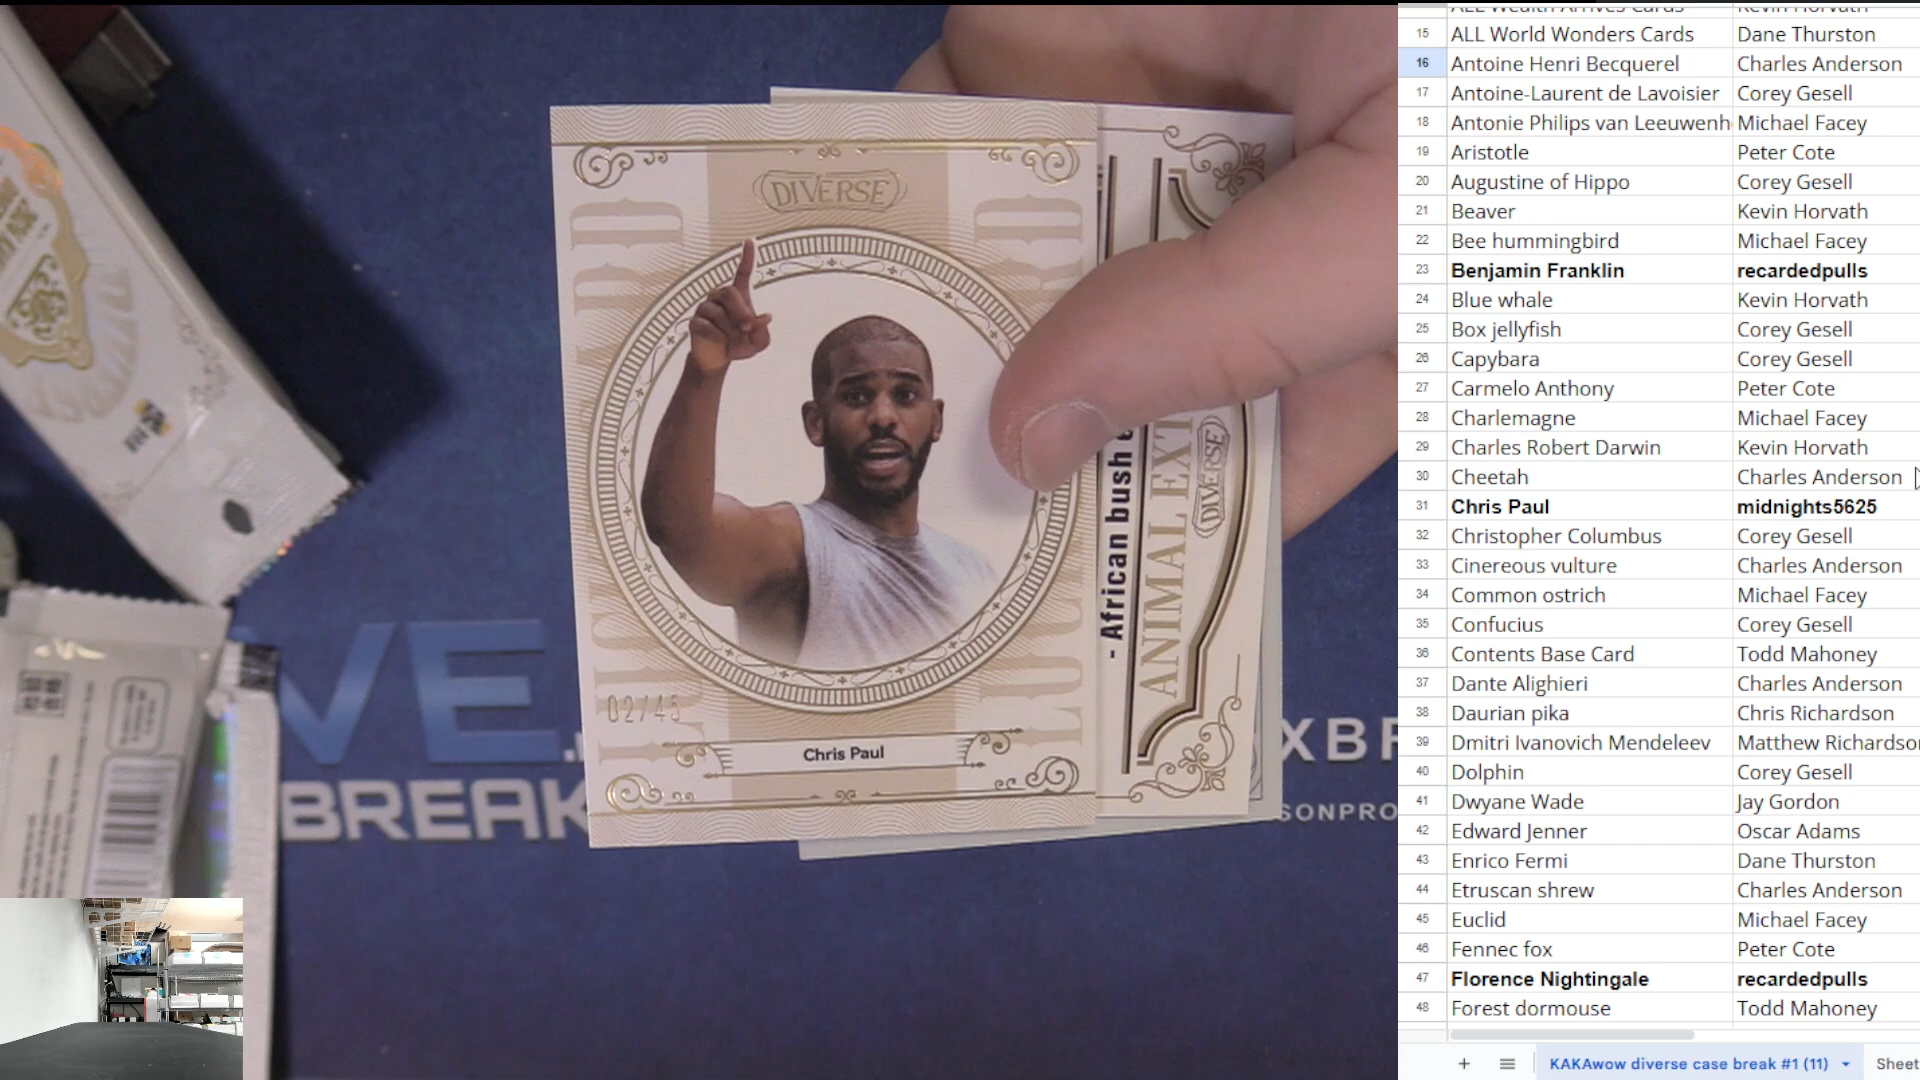 DIVERSE
02/45
Chris Paul
- African bush e
ANIMAL EXT
DIVERSE
VE.
BREAK
XBR
SONPRO
15 ALL World Wonders Cards Dane Thurston
16 Antoine Henri Becquerel Charles Anderson
17 Antoine-Laurent de Lavoisier Corey Gesell
18 Antonie Philips van Leeuwenh Michael Facey
19 Aristotle Peter Cote
20 Augustine of Hippo Corey Gesell
21 Beaver Kevin Horvath
22 Bee hummingbird Michael Facey
23 Benjamin Franklin recardedpulls
24 Blue whale Kevin Horvath
25 Box jellyfish Corey Gesell
26 Capybara Corey Gesell
27 Carmelo Anthony Peter Cote
28 Charlemagne Michael Facey
29 Charles Robert Darwin Kevin Horvath
30 Cheetah Charles Anderson
31 Chris Paul midnights5625
32 Christopher Columbus Corey Gesell
33 Cinereous vulture Charles Anderson
34 Common ostrich Michael Facey
35 Confucius Corey Gesell
36 Contents Base Card Todd Mahoney
37 Dante Alighieri Charles Anderson
38 Daurian pika Chris Richardson
39 Dmitri Ivanovich Mendeleev Matthew Richardso
40 Dolphin Corey Gesell
41 Dwyane Wade Jay Gordon
42 Edward Jenner Oscar Adams
43 Enrico Fermi Dane Thurston
44 Etruscan shrew Charles Anderson
45 Euclid Michael Facey
46 Fennec fox Peter Cote
47 Florence Nightingale recardedpulls
48 Forest dormouse Todd Mahoney
KAKAwow diverse case break #1 (11) Sheet